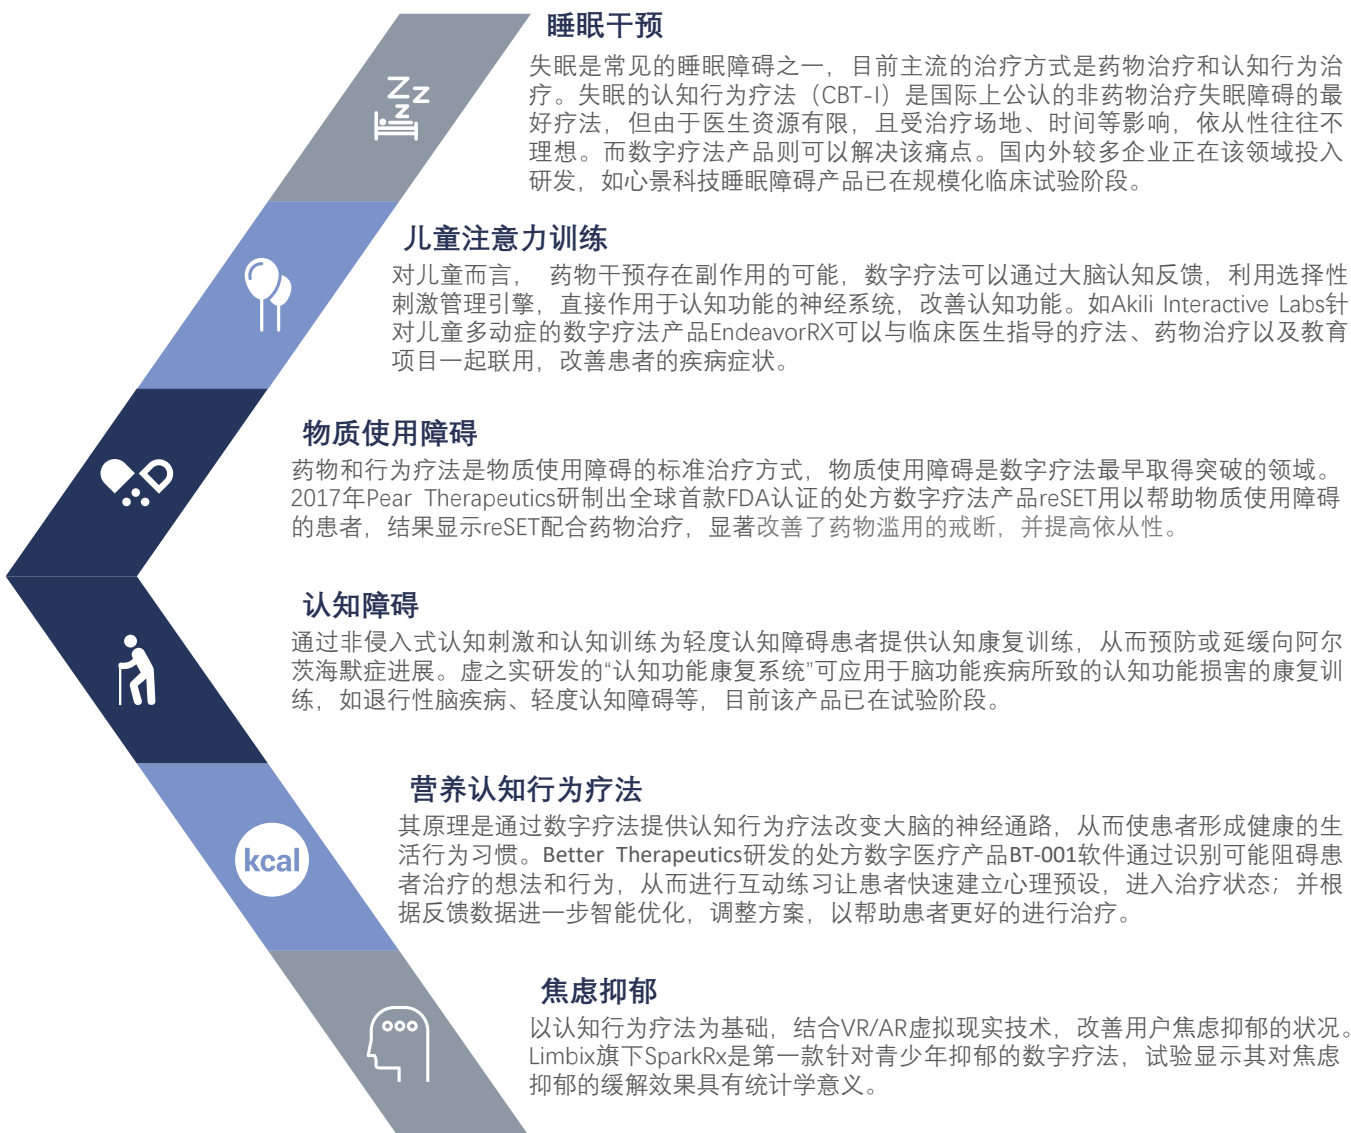 睡眠干预
失眠是常见的睡眠障碍之一，目前主流的治疗方式是药物治疗和认知行为治
疗。失眠的认知行为疗法（CBT-I）是国际上公认的非药物治疗失眠障碍的最
好疗法，但由于医生资源有限，且受治疗场地、时间等影响，依从性往往不
理想。而数字疗法产品则可以解决该痛点。国内外较多企业正在该领域投入
研发，如心景科技睡眠障碍产品已在规模化临床试验阶段。
儿童注意力训练
对儿童而言， 药物干预存在副作用的可能，数字疗法可以通过大脑认知反馈，利用选择性
刺激管理引擎，直接作用于认知功能的神经系统，改善认知功能。如Akili Interactive Labs针
对儿童多动症的数字疗法产品EndeavorRX可以与临床医生指导的疗法、药物治疗以及教育
项目一起联用，改善患者的疾病症状。
物质使用障碍
药物和行为疗法是物质使用障碍的标准治疗方式，物质使用障碍是数字疗法最早取得突破的领域。
2017年Pear Therapeutics研制出全球首款FDA认证的处方数字疗法产品reSET用以帮助物质使用障碍
的患者，结果显示reSET配合药物治疗，显著改善了药物滥用的戒断，并提高依从性。
认知障碍
通过非侵入式认知刺激和认知训练为轻度认知障碍患者提供认知康复训练，从而预防或延缓向阿尔
茨海默症进展。虚之实研发的“认知功能康复系统”可应用于脑功能疾病所致的认知功能损害的康复训
练，如退行性脑疾病、轻度认知障碍等，目前该产品已在试验阶段。
kcal
营养认知行为疗法
其原理是通过数字疗法提供认知行为疗法改变大脑的神经通路，从而使患者形成健康的生
活行为习惯。Better Therapeutics研发的处方数字医疗产品BT-001软件通过识别可能阻碍患
者治疗的想法和行为，从而进行互动练习让患者快速建立心理预设，进入治疗状态；并根
据反馈数据进一步智能优化，调整方案，以帮助患者更好的进行治疗。
焦虑抑郁
以认知行为疗法为基础，结合VR/AR虚拟现实技术，改善用户焦虑抑郁的状况。
Limbix旗下SparkRx是第一款针对青少年抑郁的数字疗法，试验显示其对焦虑
抑郁的缓解效果具有统计学意义。